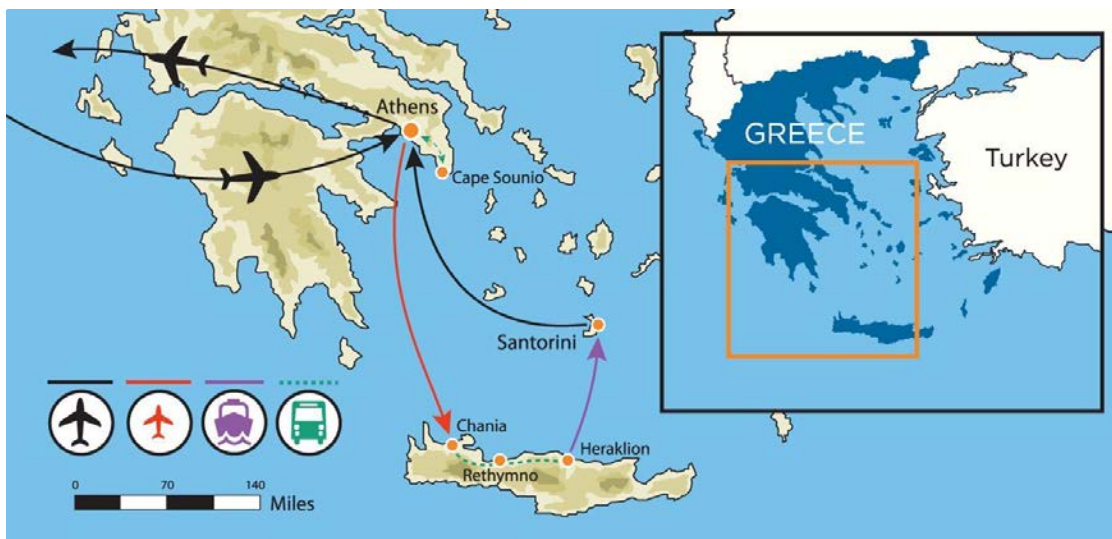 Athens
Cape Sounio
Santorini
Chania
Rethymno
Heraklion
0 70 140
Miles
GREECE
Turkey